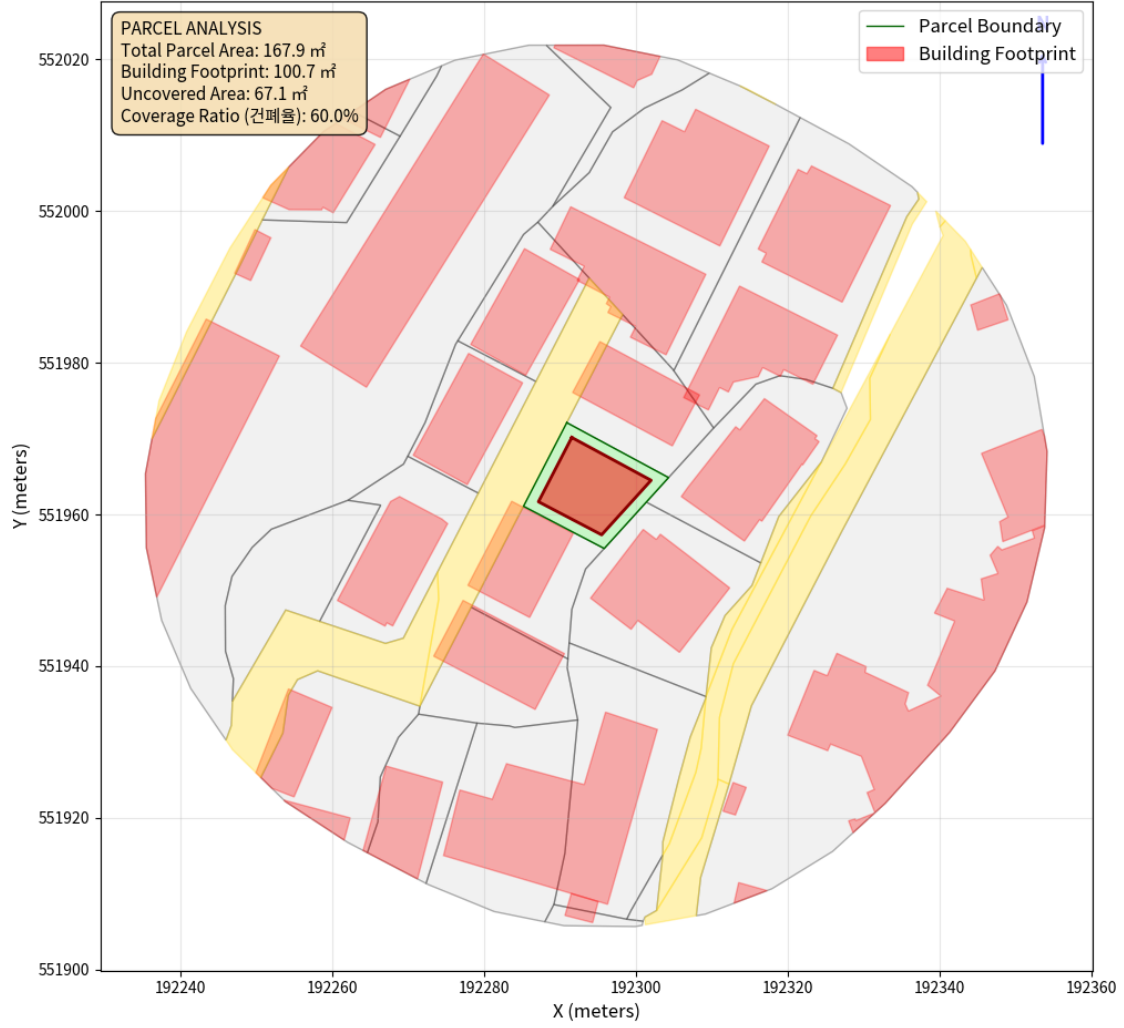 PARCEL ANALYSIS
Total Parcel Area: 167.9 ㎡
Building Footprint: 100.7 ㎡
Uncovered Area: 67.1 ㎡
Coverage Ratio (건폐율): 60.0%
Parcel Boundary
Building Footprint
N
552020
552000
551980
551960
551940
551920
551900
Y (meters)
192240
192260
192280
192300
192320
192340
192360
X (meters)